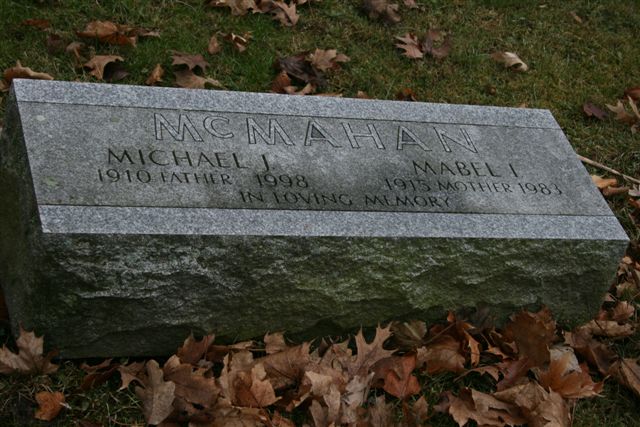 McMAHAN
MICHAEL J. MABEL I.
1910 FATHER 1998 1915 MOTHER 1983
IN LOVING MEMORY